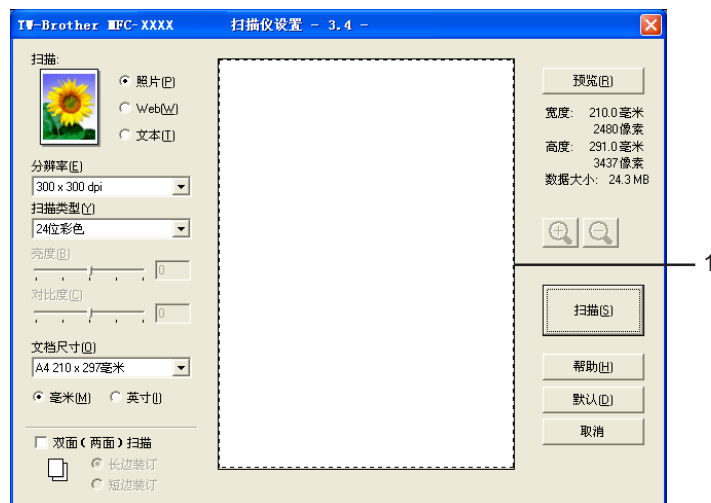 TW-Brother MFC-XXXX 扫描仪设置 - 3.4 -
扫描:
照片(P)
Web(W)
文本(T)
分辨率(E)
300 x 300 dpi
扫描类型(Y)
24位彩色
亮度(B)
0
对比度(C)
0
文档尺寸(O)
A4 210 x 297毫米
毫米(M) 英寸(I)
双面(两面)扫描
长边装订
短边装订
预览(R)
宽度: 210.0毫米
2480像素
高度: 291.0毫米
3437像素
数据大小: 24.3 MB
1
扫描(S)
帮助(H)
默认(D)
取消